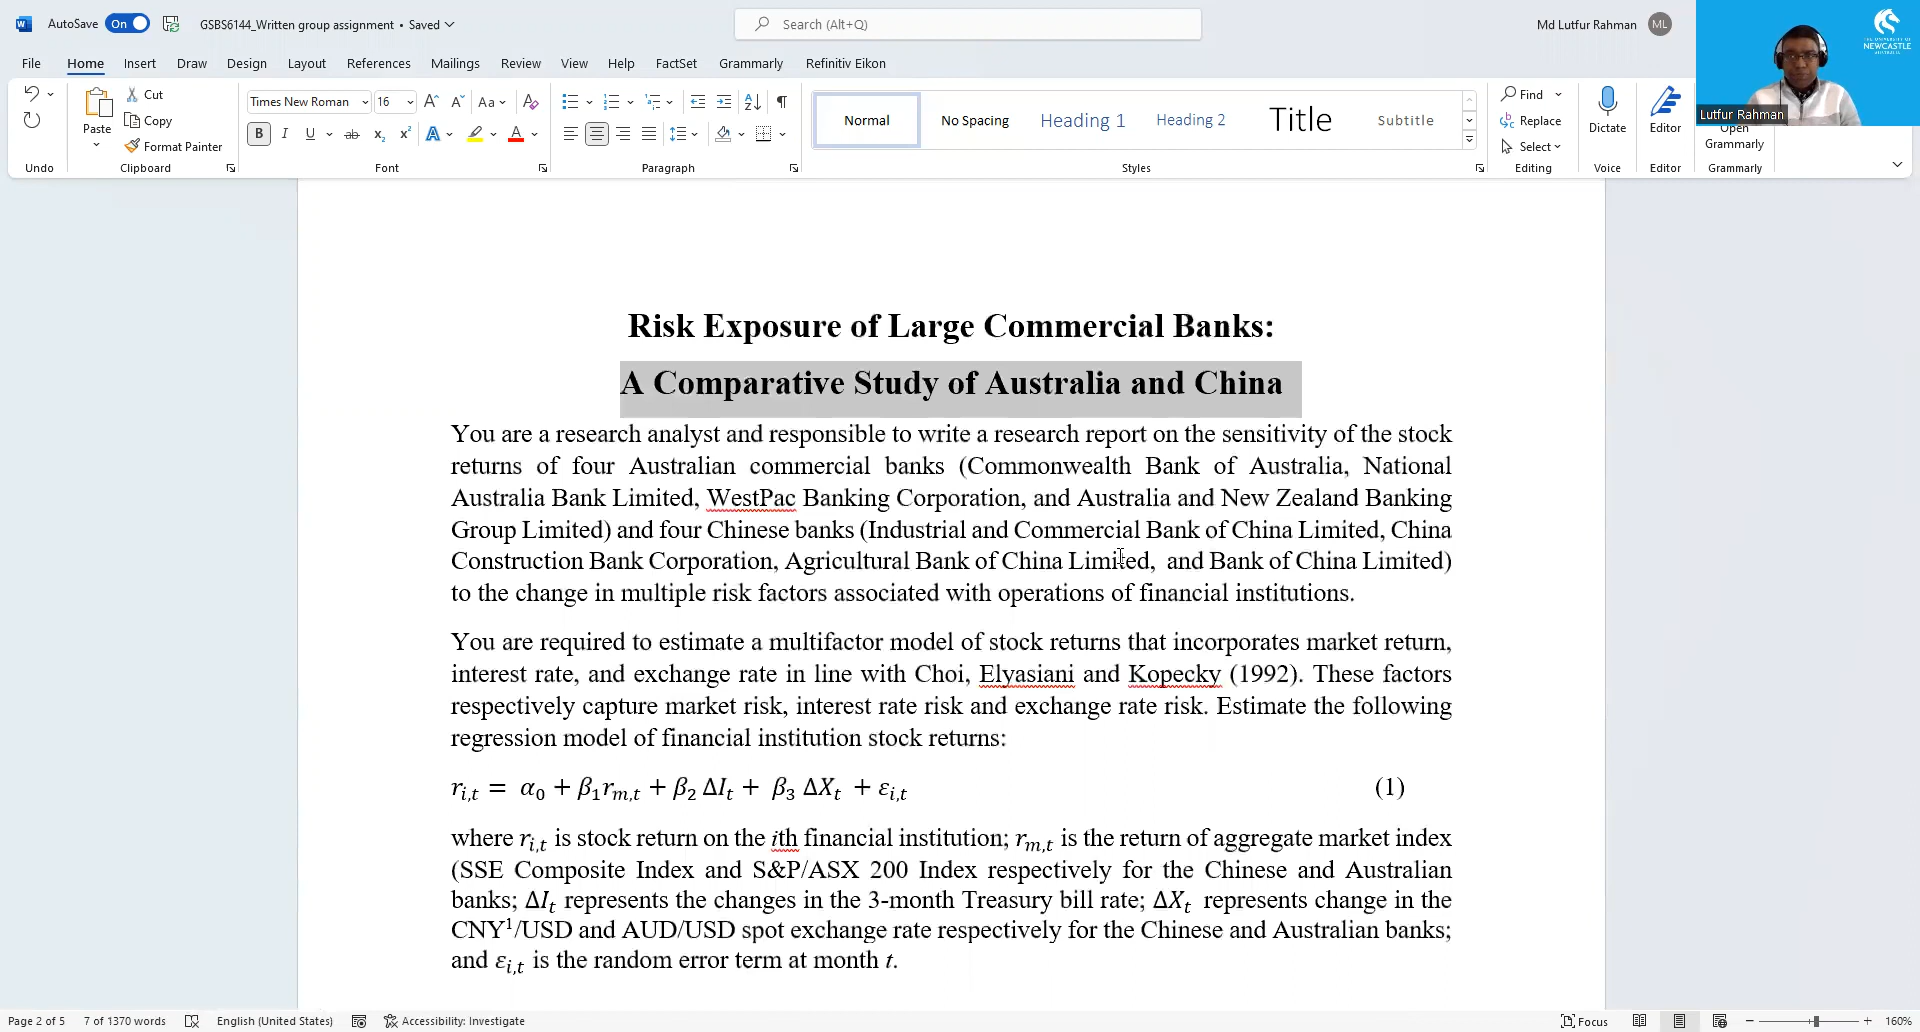 AutoSave On GSBS6144_Written group assignment • Saved Search (Alt+Q) Md Lutfur Rahman ML
THE UNIVERSITY OF
NEWCASTLE
AUSTRALIA
File Home Insert Draw Design Layout References Mailings Review View Help FactSet Grammarly Refinitiv Eikon
Lutfur Rahman
Paste
Cut
Copy
Format Painter
Times New Roman 16 A A Aa A
B I U ab x₂ x² A A
Normal No Spacing Heading 1 Heading 2 Title Subtitle
Find
Replace
Select
Dictate
Editor
Open
Grammarly
Undo Clipboard Font Paragraph Styles Editing Voice Editor Grammarly
Risk Exposure of Large Commercial Banks:
A Comparative Study of Australia and China
You are a research analyst and responsible to write a research report on the sensitivity of the stock
returns of four Australian commercial banks (Commonwealth Bank of Australia, National
Australia Bank Limited, WestPac Banking Corporation, and Australia and New Zealand Banking
Group Limited) and four Chinese banks (Industrial and Commercial Bank of China Limited, China
Construction Bank Corporation, Agricultural Bank of China Limited, and Bank of China Limited)
to the change in multiple risk factors associated with operations of financial institutions.
You are required to estimate a multifactor model of stock returns that incorporates market return,
interest rate, and exchange rate in line with Choi, Elyasiani and Kopecky (1992). These factors
respectively capture market risk, interest rate risk and exchange rate risk. Estimate the following
regression model of financial institution stock returns:
r_{i,t} = α_0 + β_1 r_{m,t} + β_2 ΔI_t + β_3 ΔX_t + ε_{i,t} (1)
where r_{i,t} is stock return on the ith financial institution; r_{m,t} is the return of aggregate market index
(SSE Composite Index and S&P/ASX 200 Index respectively for the Chinese and Australian
banks; ΔI_t represents the changes in the 3-month Treasury bill rate; ΔX_t represents change in the
CNY¹/USD and AUD/USD spot exchange rate respectively for the Chinese and Australian banks;
and ε_{i,t} is the random error term at month t.
Page 2 of 5 7 of 1370 words English (United States) Accessibility: Investigate Focus 160%